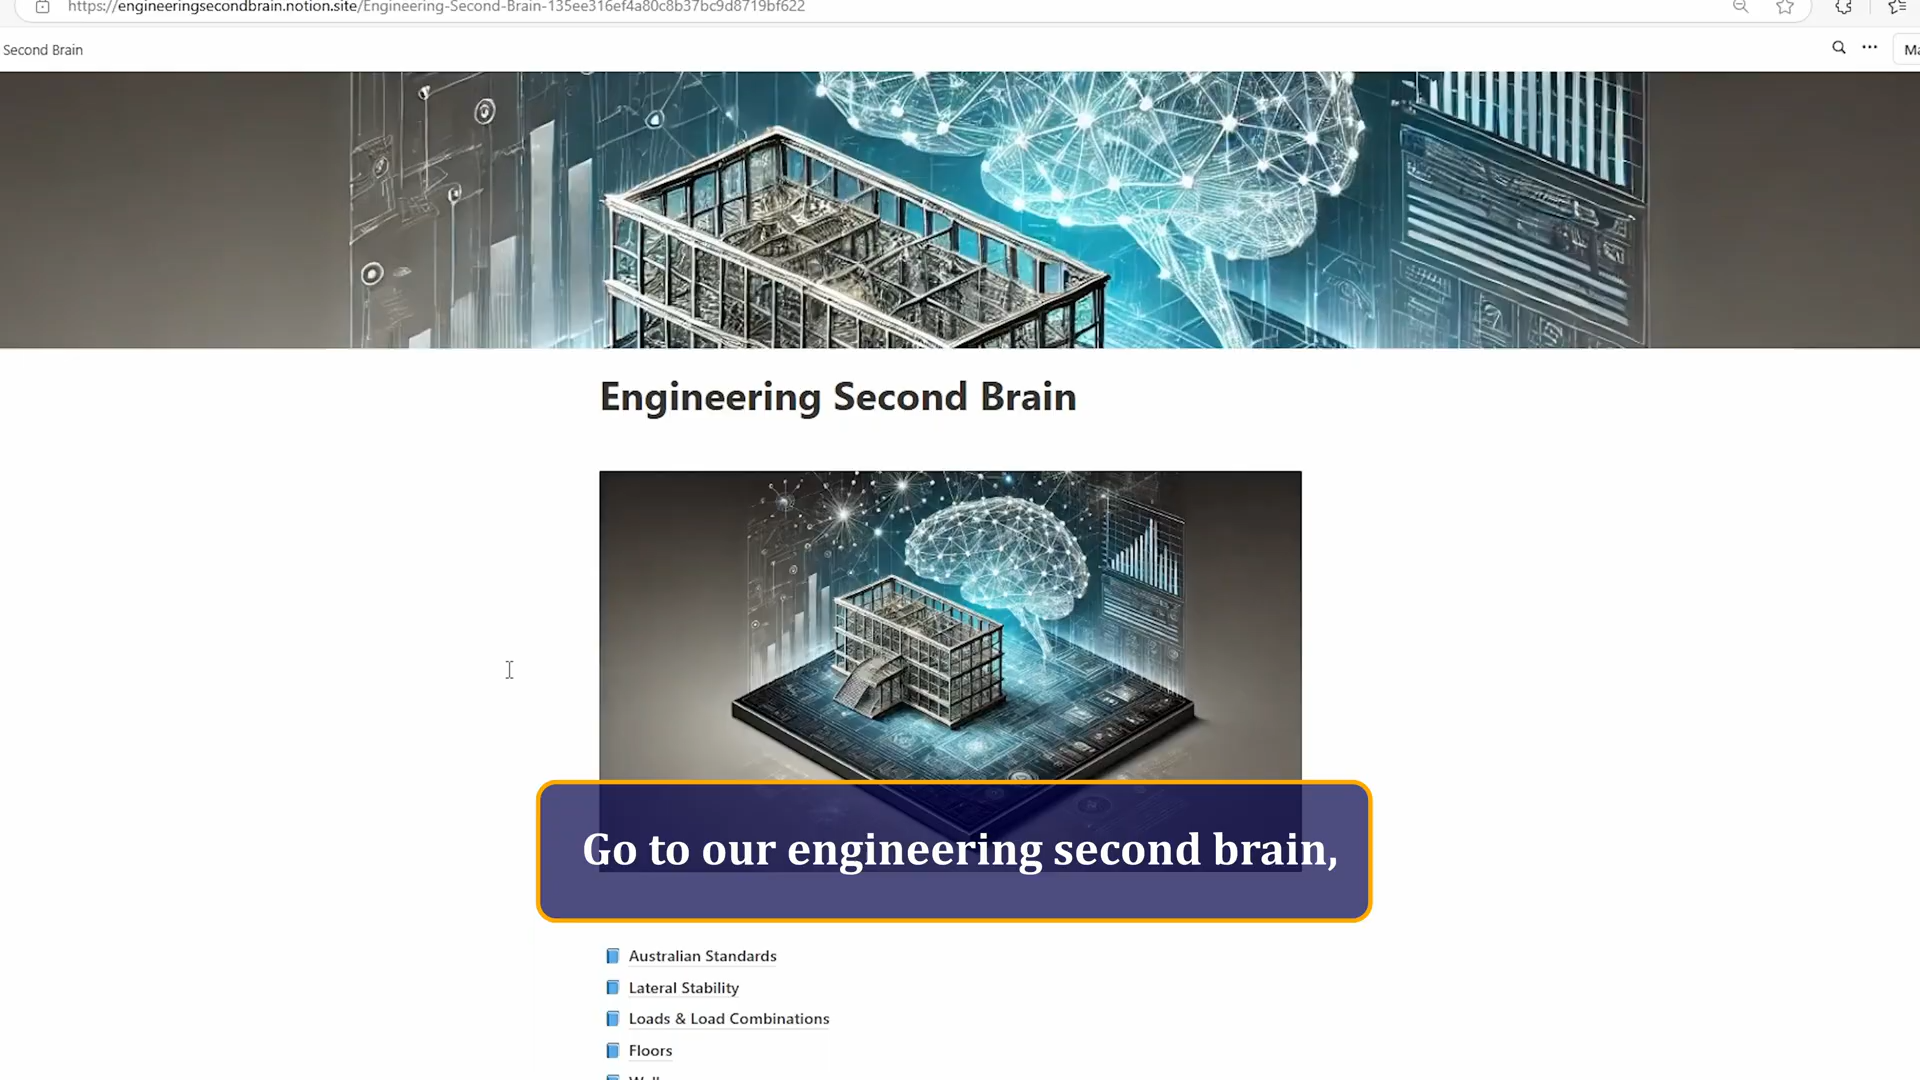 https://engineeringsecondbrain.notion.site/Engineering-Second-Brain-135ee316ef4a80c8b37bc9d8719bf622
Second Brain
Engineering Second Brain
Go to our engineering second brain,
Australian Standards
Lateral Stability
Loads & Load Combinations
Floors